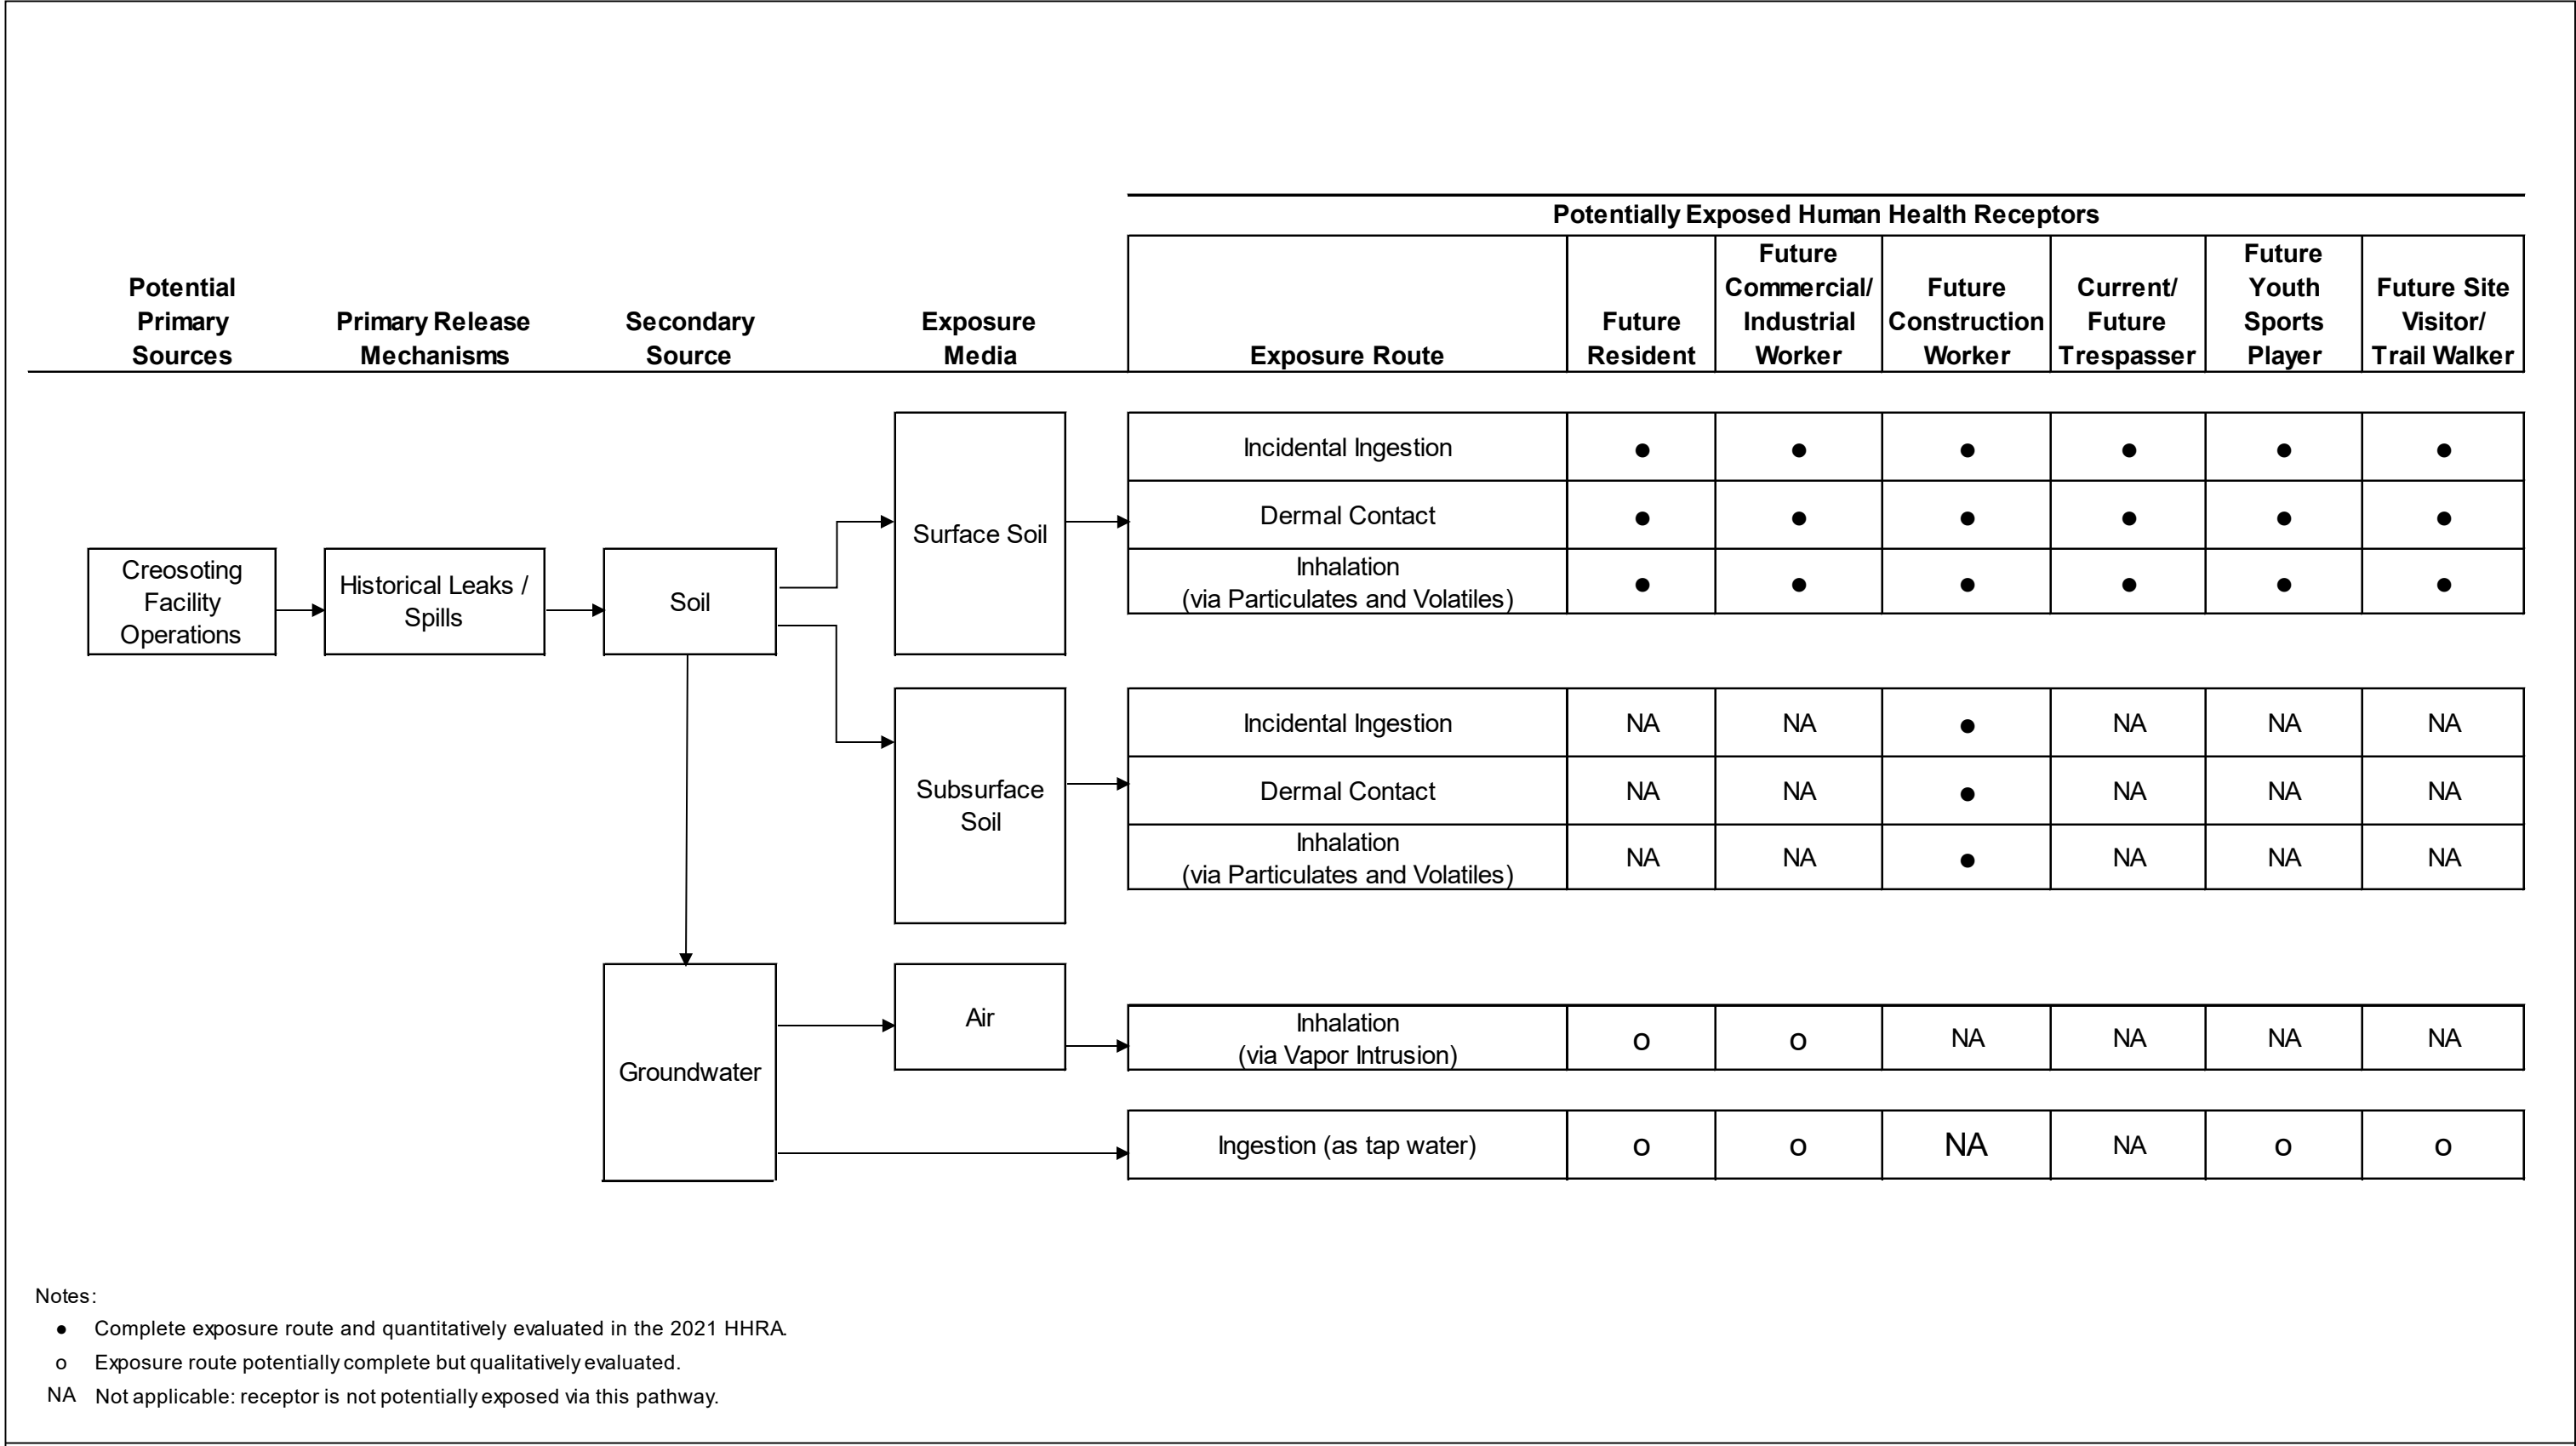 Potentially Exposed Human Health Receptors
Potential
Primary
Sources
Primary Release
Mechanisms
Secondary
Source
Exposure
Media
Exposure Route
Future
Resident
Future
Commercial/
Industrial
Worker
Future
Construction
Worker
Current/
Future
Trespasser
Future
Youth
Sports
Player
Future Site
Visitor/
Trail Walker
Creosoting
Facility
Operations
Historical Leaks /
Spills
Soil
Surface Soil
Incidental Ingestion ● ● ● ● ● ●
Dermal Contact ● ● ● ● ● ●
Inhalation
(via Particulates and Volatiles) ● ● ● ● ● ●
Subsurface
Soil
Incidental Ingestion NA NA ● NA NA NA
Dermal Contact NA NA ● NA NA NA
Inhalation
(via Particulates and Volatiles) NA NA ● NA NA NA
Groundwater
Air
Inhalation
(via Vapor Intrusion) o o NA NA NA NA
Ingestion (as tap water) o o NA NA o o
Notes:
● Complete exposure route and quantitatively evaluated in the 2021 HHRA.
o Exposure route potentially complete but qualitatively evaluated.
NA Not applicable: receptor is not potentially exposed via this pathway.